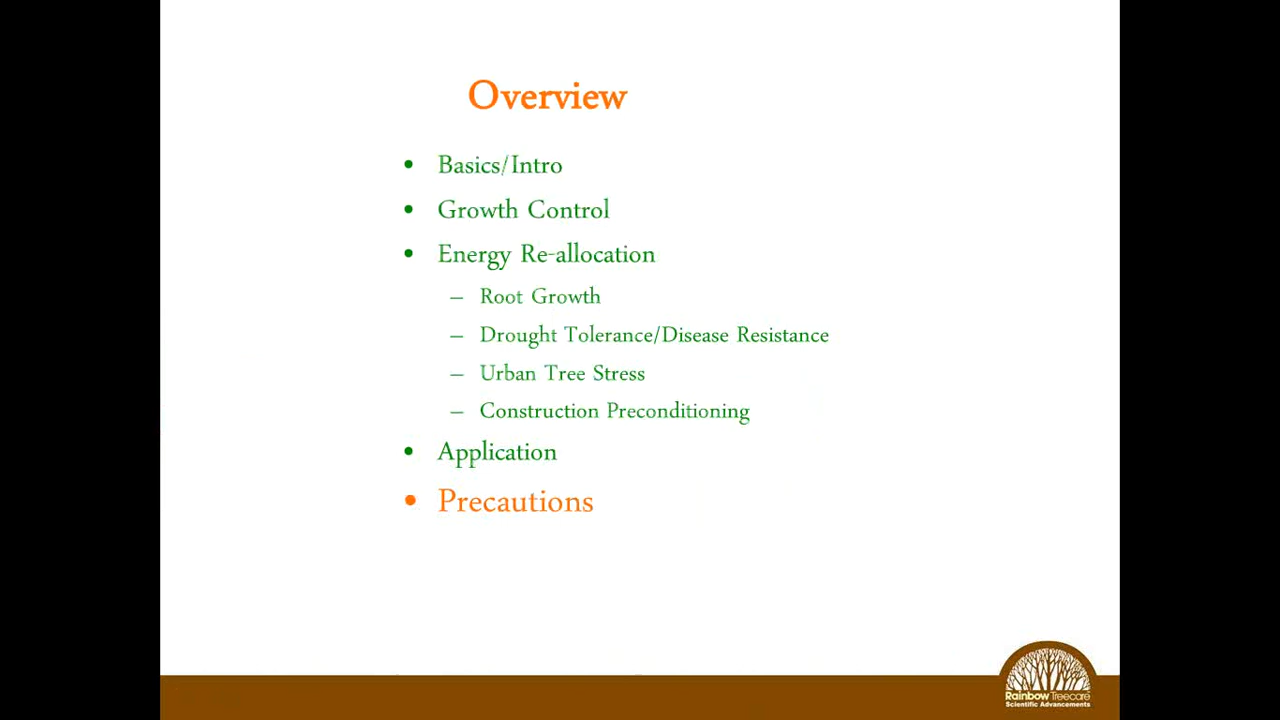 Overview
• Basics/Intro
• Growth Control
• Energy Re-allocation
– Root Growth
– Drought Tolerance/Disease Resistance
– Urban Tree Stress
– Construction Preconditioning
• Application
• Precautions
Rainbow Treecare
Scientific Advancements